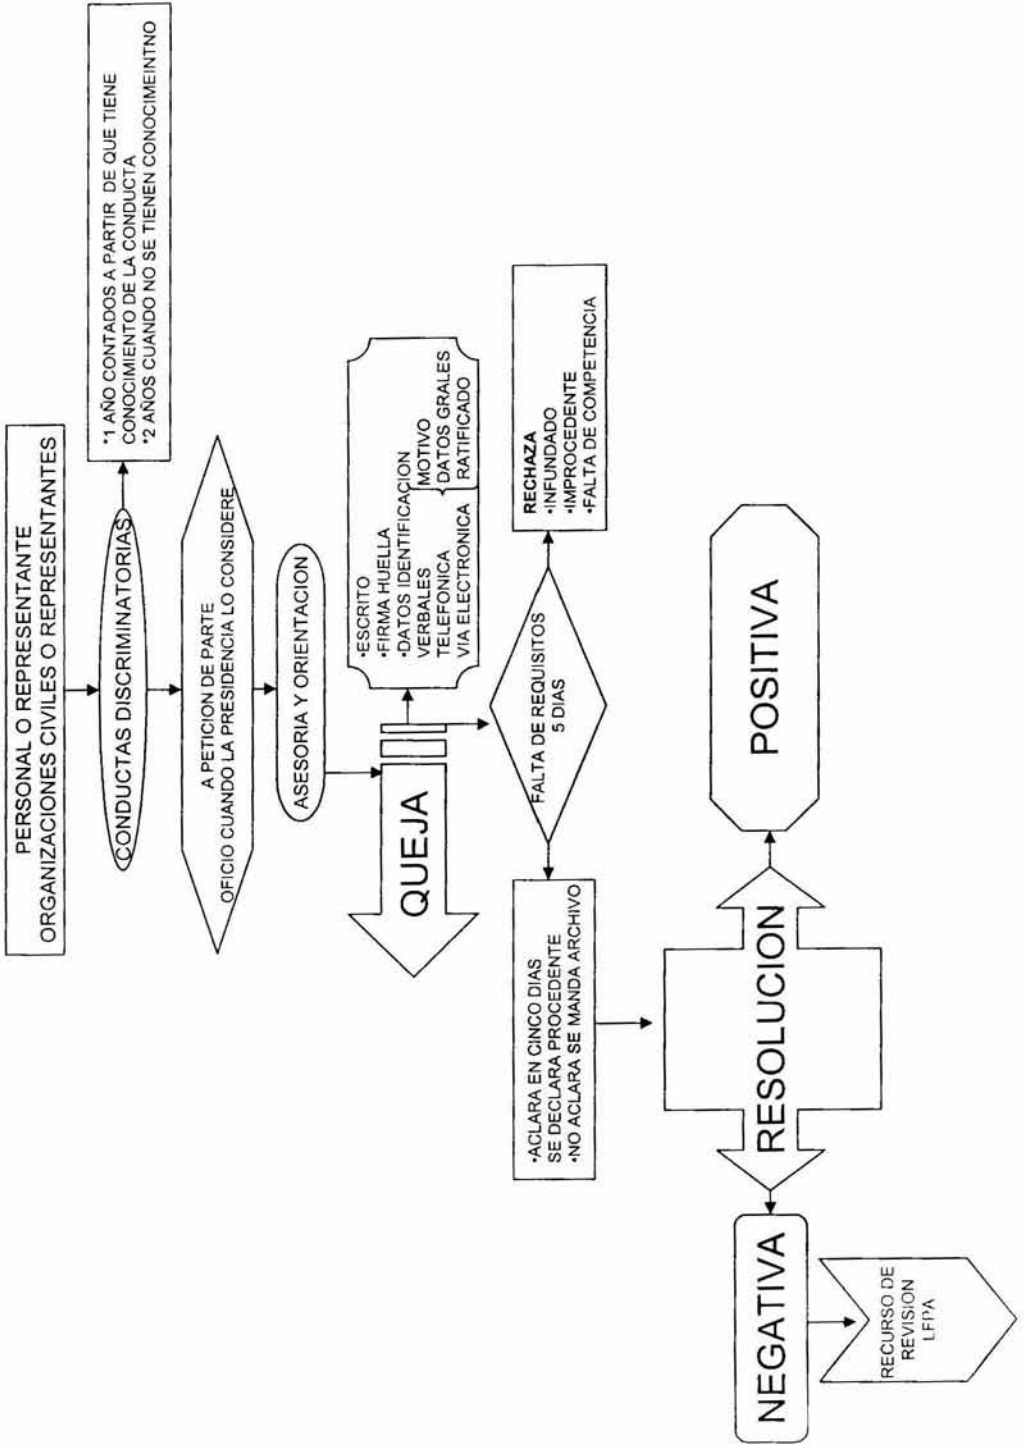 PERSONAL O REPRESENTANTE
ORGANIZACIONES CIVILES O REPRESENTANTES
CONDUCTAS DISCRIMINATORIAS
*1 AÑO CONTADOS A PARTIR DE QUE TIENE
CONOCIMIENTO DE LA CONDUCTA
*2 AÑOS CUANDO NO SE TIENEN CONOCIMEINTNO
A PETICION DE PARTE
OFICIO CUANDO LA PRESIDENCIA LO CONSIDERE
ASESORIA Y ORIENTACION
QUEJA
•ESCRITO
•FIRMA HUELLA
•DATOS IDENTIFICACION
VERBALES
TELEFONICA
VIA ELECTRONICA
MOTIVO
DATOS GRALES
RATIFICADO
FALTA DE REQUISITOS
5 DIAS
RECHAZA
•INFUNDADO
•IMPROCEDENTE
•FALTA DE COMPETENCIA
•ACLARA EN CINCO DIAS
SE DECLARA PROCEDENTE
•NO ACLARA SE MANDA ARCHIVO
RESOLUCION
POSITIVA
NEGATIVA
RECURSO DE
REVISION
LFPA